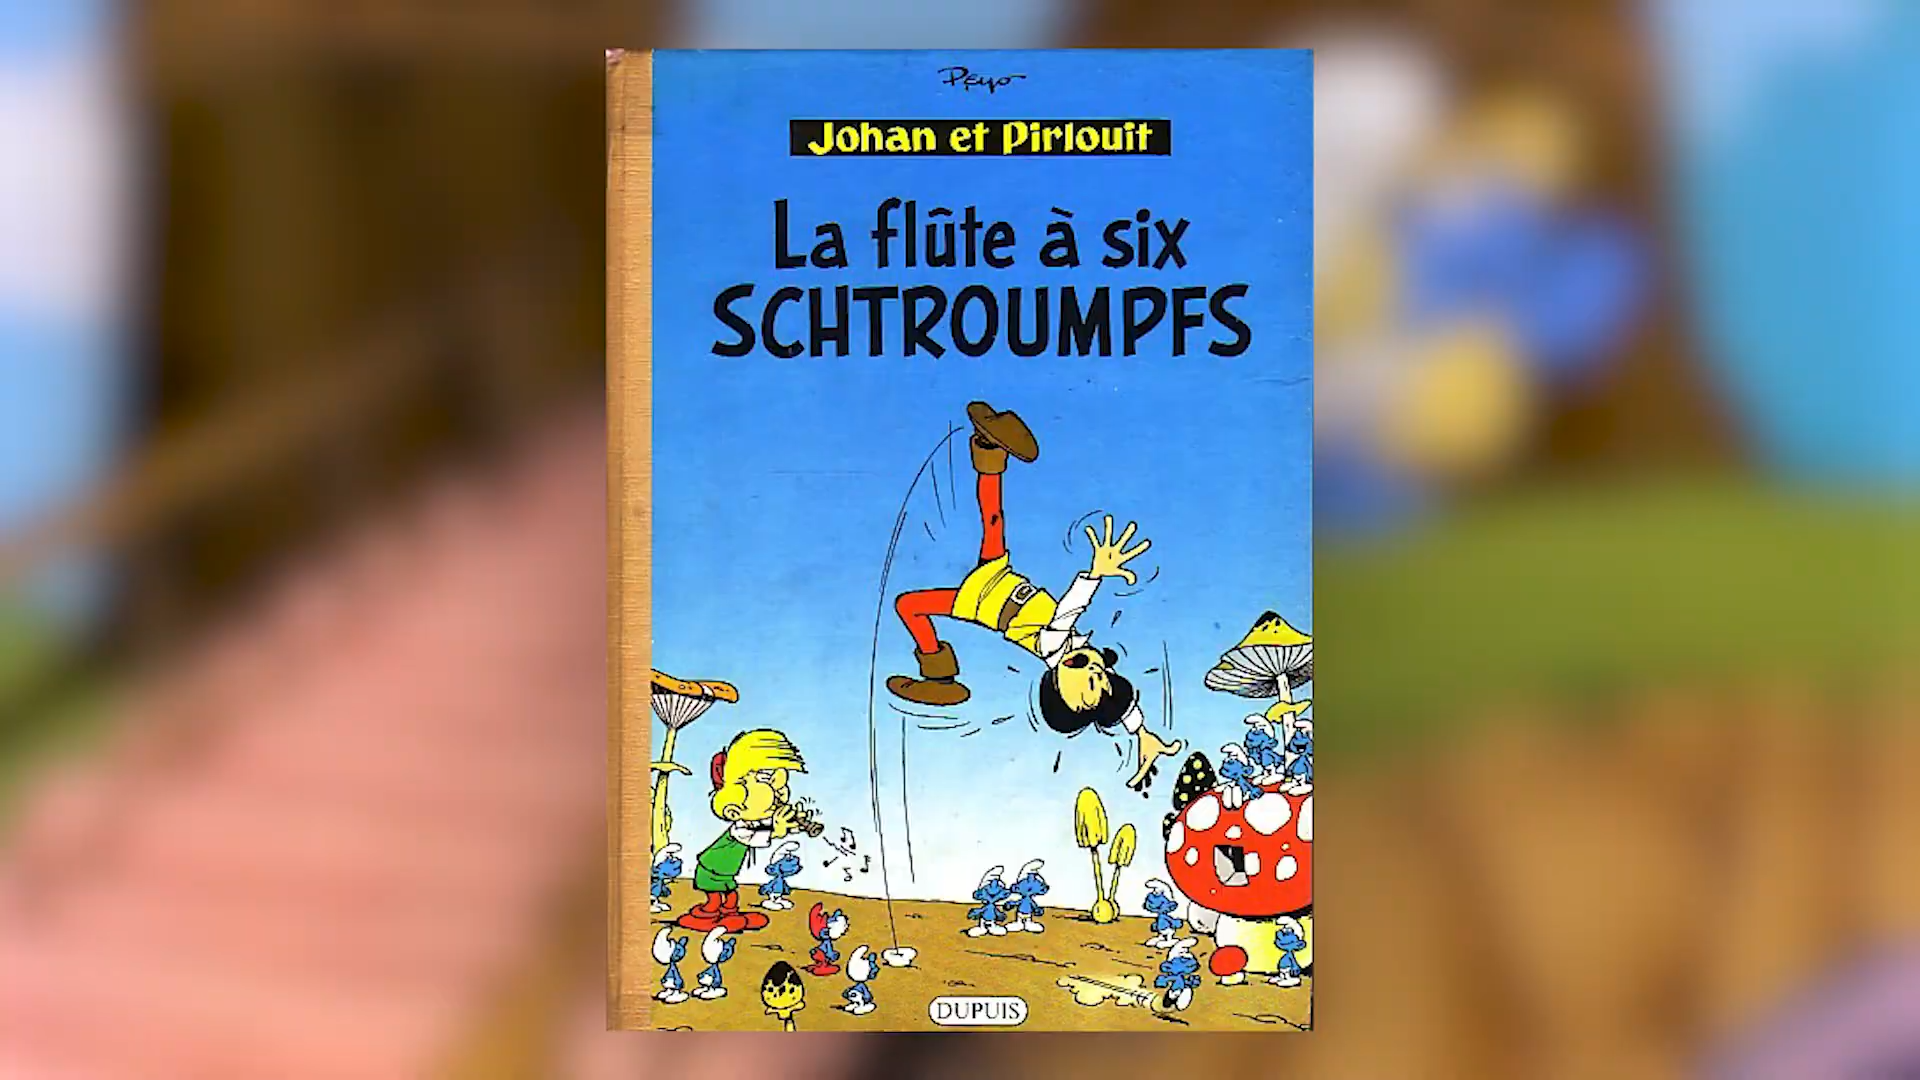 Peyo
Johan et Pirlouit
La flûte à six
SCHTROUMPFS
DUPUIS